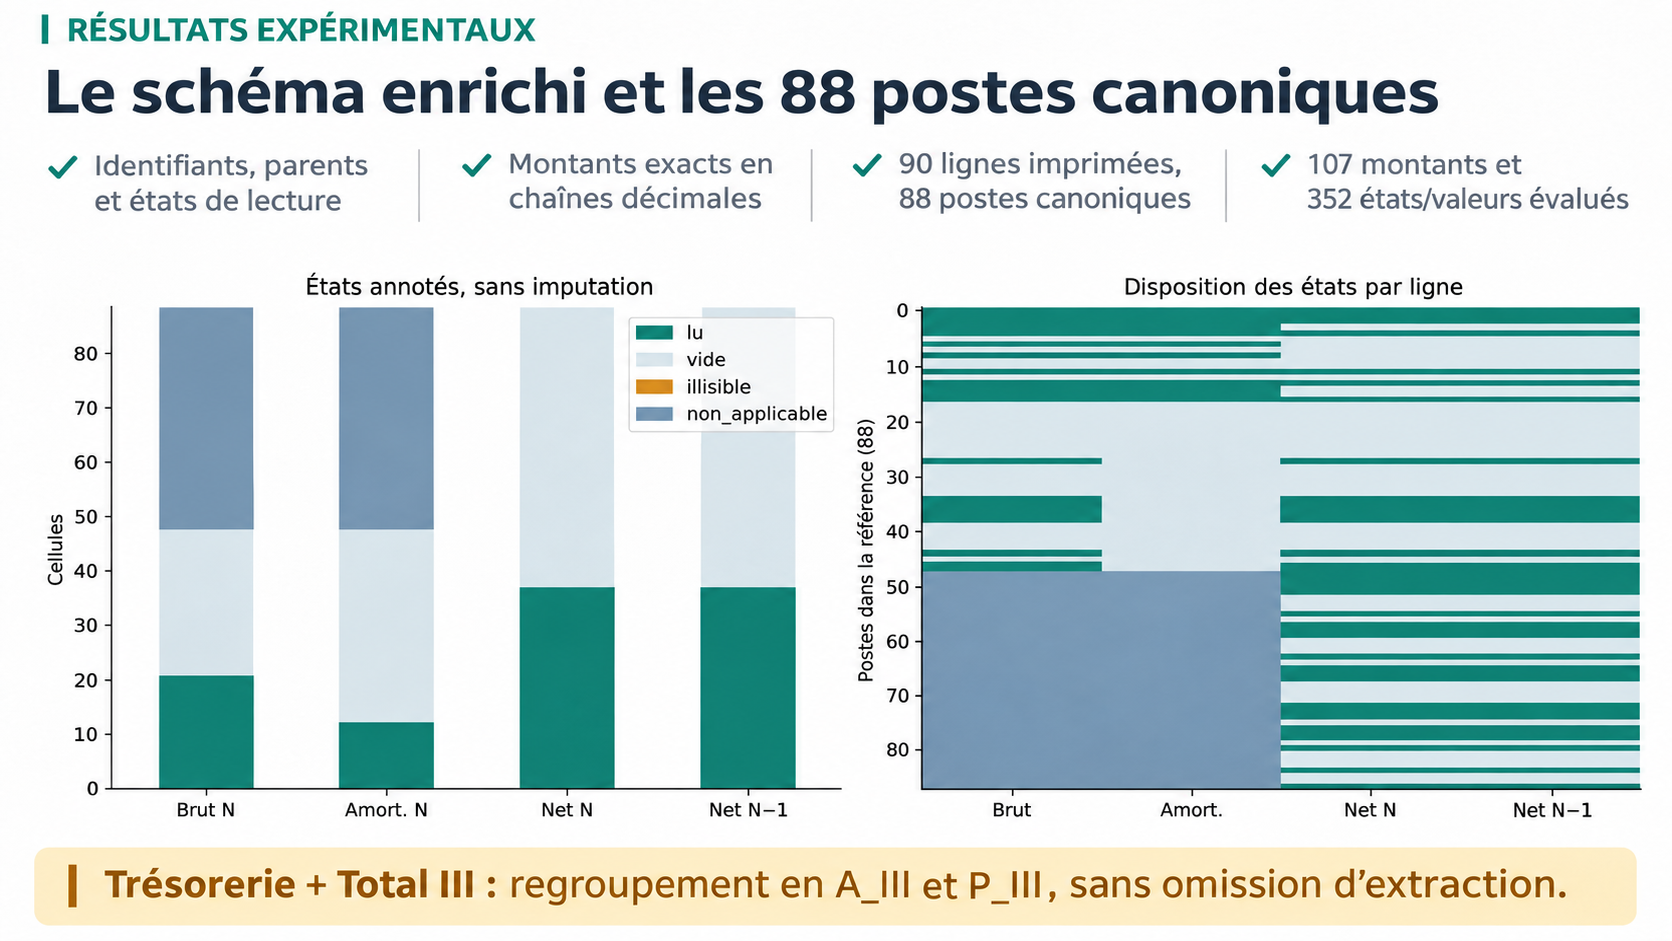 RÉSULTATS EXPÉRIMENTAUX
Le schéma enrichi et les 88 postes canoniques
Identifiants, parents
et états de lecture
Montants exacts en
chaînes décimales
90 lignes imprimées,
88 postes canoniques
107 montants et
352 états/valeurs évalués
États annotés, sans imputation
Cellules
80
70
60
50
40
30
20
10
0
lu
vide
illisible
non_applicable
Brut N
Amort. N
Net N
Net N−1
Disposition des états par ligne
Postes dans la référence (88)
0
10
20
30
40
50
60
70
80
Brut
Amort.
Net N
Net N−1
Trésorerie + Total III : regroupement en A_III et P_III, sans omission d’extraction.